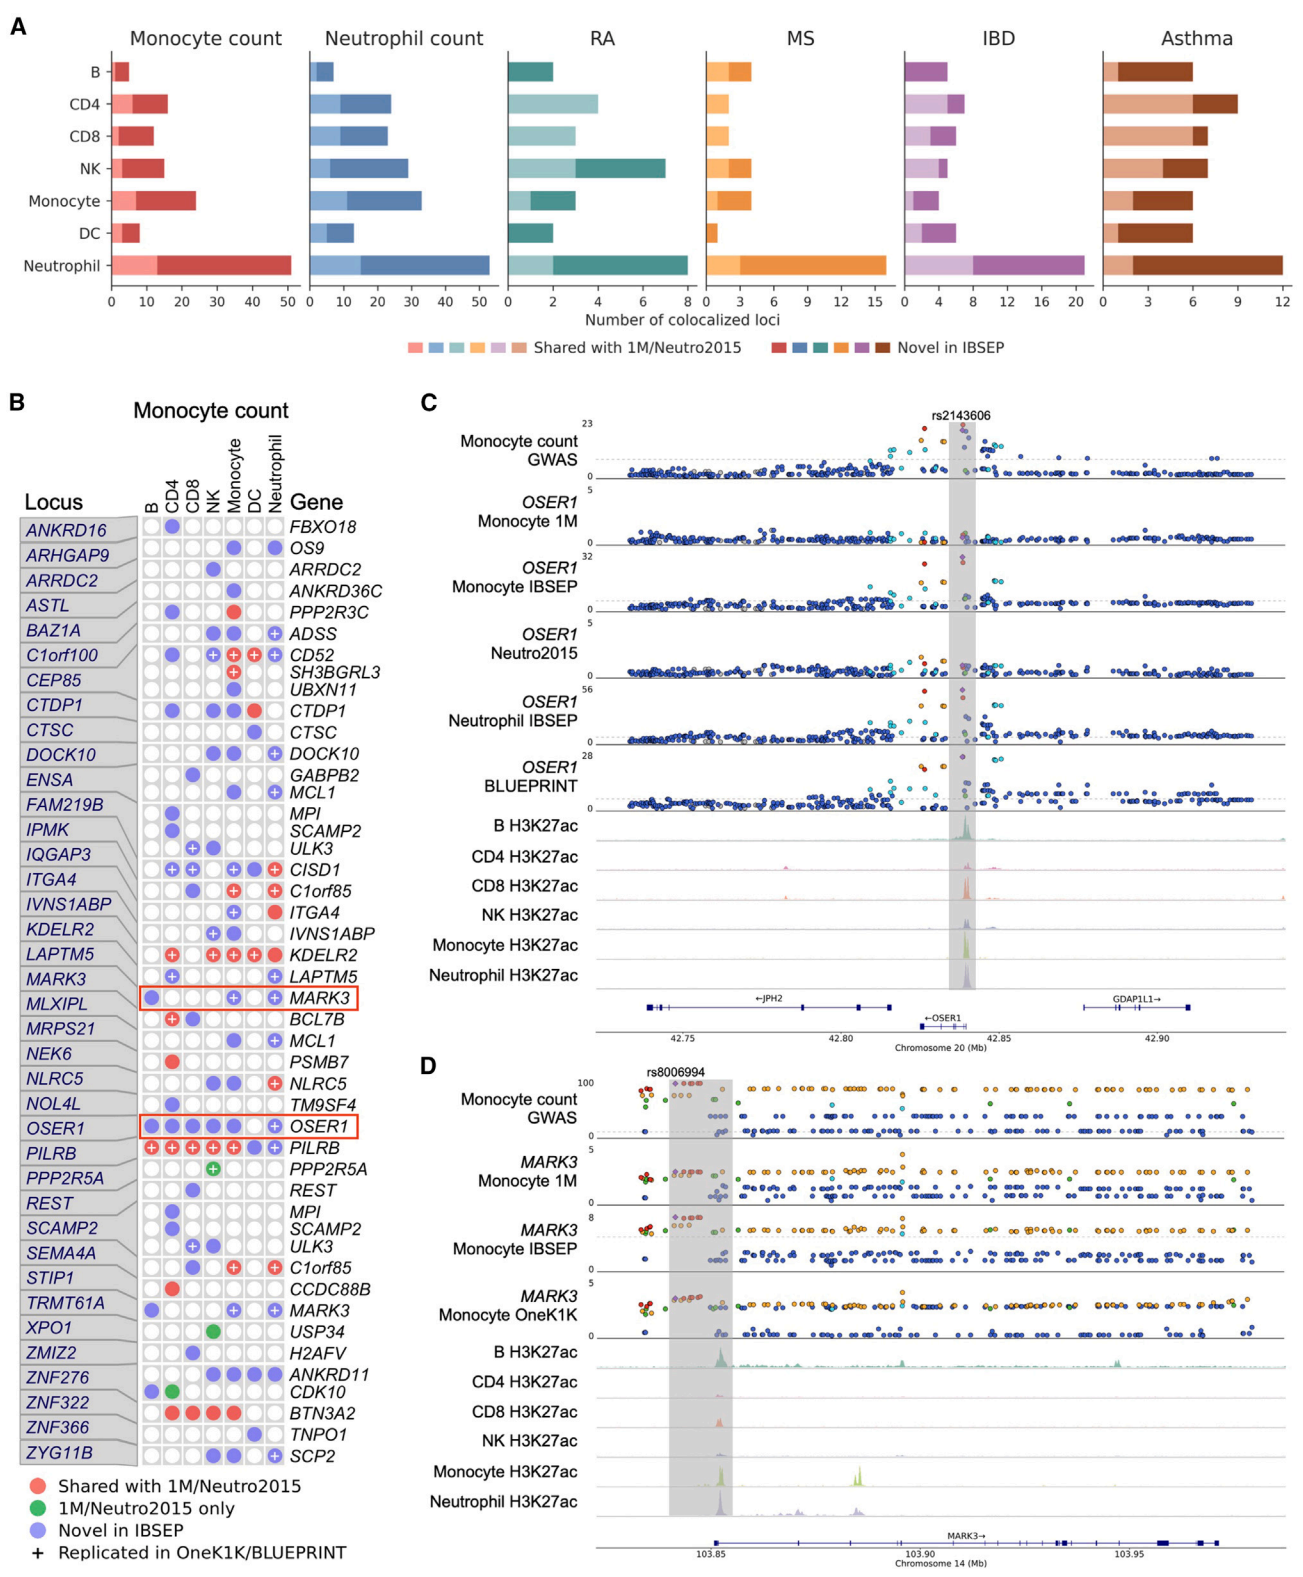 A
Monocyte count
Neutrophil count
RA
MS
IBD
Asthma
B
CD4
CD8
NK
Monocyte
DC
Neutrophil
0 10 20 30 40 50
0 10 20 30 40 50
0 2 4 6 8
0 3 6 9 12 15
0 4 8 12 16 20
0 3 6 9 12
Number of colocalized loci
Shared with 1M/Neutro2015
Novel in IBSEP
B
Monocyte count
Locus
B CD4 CD8 NK Monocyte DC Neutrophil
Gene
ANKRD16
ARHGAP9
ARRDC2
ASTL
BAZ1A
C1orf100
CEP85
CTDP1
CTSC
DOCK10
ENSA
FAM219B
IPMK
IQGAP3
ITGA4
IVNS1ABP
KDELR2
LAPTM5
MARK3
MLXIPL
MRPS21
NEK6
NLRC5
NOL4L
OSER1
PILRB
PPP2R5A
REST
SCAMP2
SEMA4A
STIP1
TRMT61A
XPO1
ZMIZ2
ZNF276
ZNF322
ZNF366
ZYG11B
FBXO18
OS9
ARRDC2
ANKRD36C
PPP2R3C
ADSS
CD52
SH3BGRL3
UBXN11
CTDP1
CTSC
DOCK10
GABPB2
MCL1
MPI
SCAMP2
ULK3
CISD1
C1orf85
ITGA4
IVNS1ABP
KDELR2
LAPTM5
MARK3
BCL7B
MCL1
PSMB7
NLRC5
TM9SF4
OSER1
PILRB
PPP2R5A
REST
MPI
SCAMP2
ULK3
C1orf85
CCDC88B
MARK3
USP34
H2AFV
ANKRD11
CDK10
BTN3A2
TNPO1
SCP2
Shared with 1M/Neutro2015
1M/Neutro2015 only
Novel in IBSEP
+ Replicated in OneK1K/BLUEPRINT
C
rs2143606
Monocyte count
GWAS
23
0
OSER1
Monocyte 1M
5
0
OSER1
Monocyte IBSEP
32
0
OSER1
Neutro2015
5
0
OSER1
Neutrophil IBSEP
56
0
OSER1
BLUEPRINT
28
0
B H3K27ac
CD4 H3K27ac
CD8 H3K27ac
NK H3K27ac
Monocyte H3K27ac
Neutrophil H3K27ac
←JPH2
←OSER1
GDAP1L1→
42.75 42.80 42.85 42.90
Chromosome 20 (Mb)
D
rs8006994
Monocyte count
GWAS
100
0
MARK3
Monocyte 1M
5
0
MARK3
Monocyte IBSEP
8
0
MARK3
Monocyte OneK1K
5
0
B H3K27ac
CD4 H3K27ac
CD8 H3K27ac
NK H3K27ac
Monocyte H3K27ac
Neutrophil H3K27ac
MARK3→
103.85 103.90 103.95
Chromosome 14 (Mb)